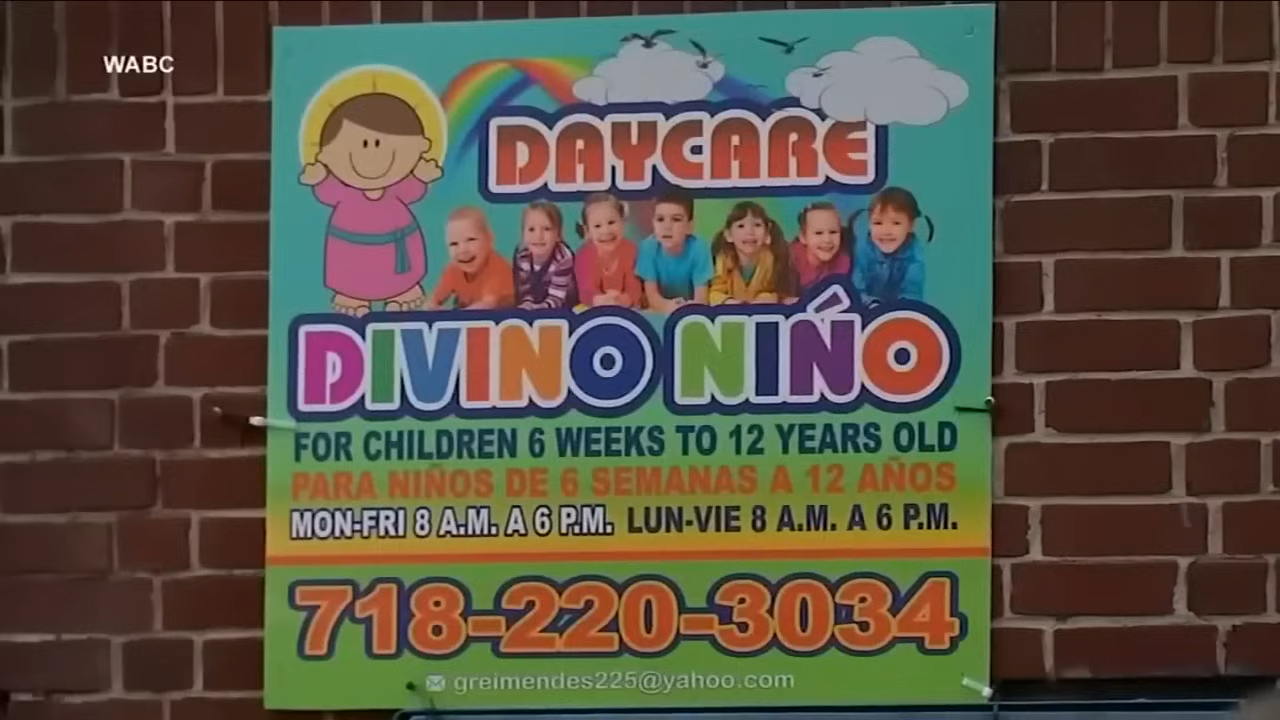 WABC
DAYCARE
DIVINO NIÑO
FOR CHILDREN 6 WEEKS TO 12 YEARS OLD
PARA NIÑOS DE 6 SEMANAS A 12 AÑOS
MON-FRI 8 A.M. A 6 P.M. LUN-VIE 8 A.M. A 6 P.M.
718-220-3034
greimendes225@yahoo.com